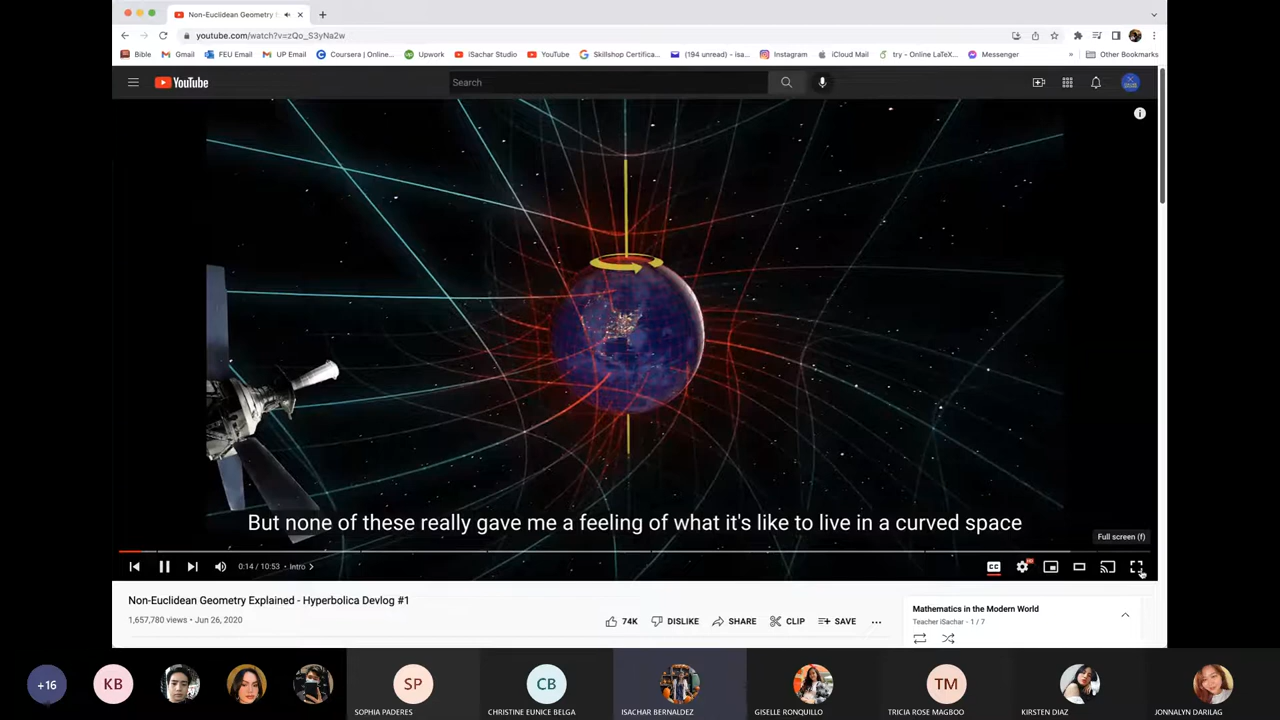 Non-Euclidean Geometry
youtube.com/watch?v=zQo_S3yNa2w
Bible Gmail FEU Email UP Email Coursera | Online... Upwork iSachar Studio YouTube Skillshop Certifica... (194 unread) - isa... Instagram iCloud Mail try - Online LaTeX... Messenger » Other Bookmarks
YouTube
Search
But none of these really gave me a feeling of what it's like to live in a curved space
Full screen (f)
0:14 / 10:53 • Intro
CC
HD
Non-Euclidean Geometry Explained - Hyperbolica Devlog #1
1,657,780 views • Jun 26, 2020
74K DISLIKE SHARE CLIP SAVE
Mathematics in the Modern World
Teacher iSachar - 1 / 7
+16
KB
SP
SOPHIA PADERES
CB
CHRISTINE EUNICE BELGA
ISACHAR BERNALDEZ
GISELLE RONQUILLO
TM
TRICIA ROSE MAGBOO
KIRSTEN DIAZ
JONNALYN DARILAG